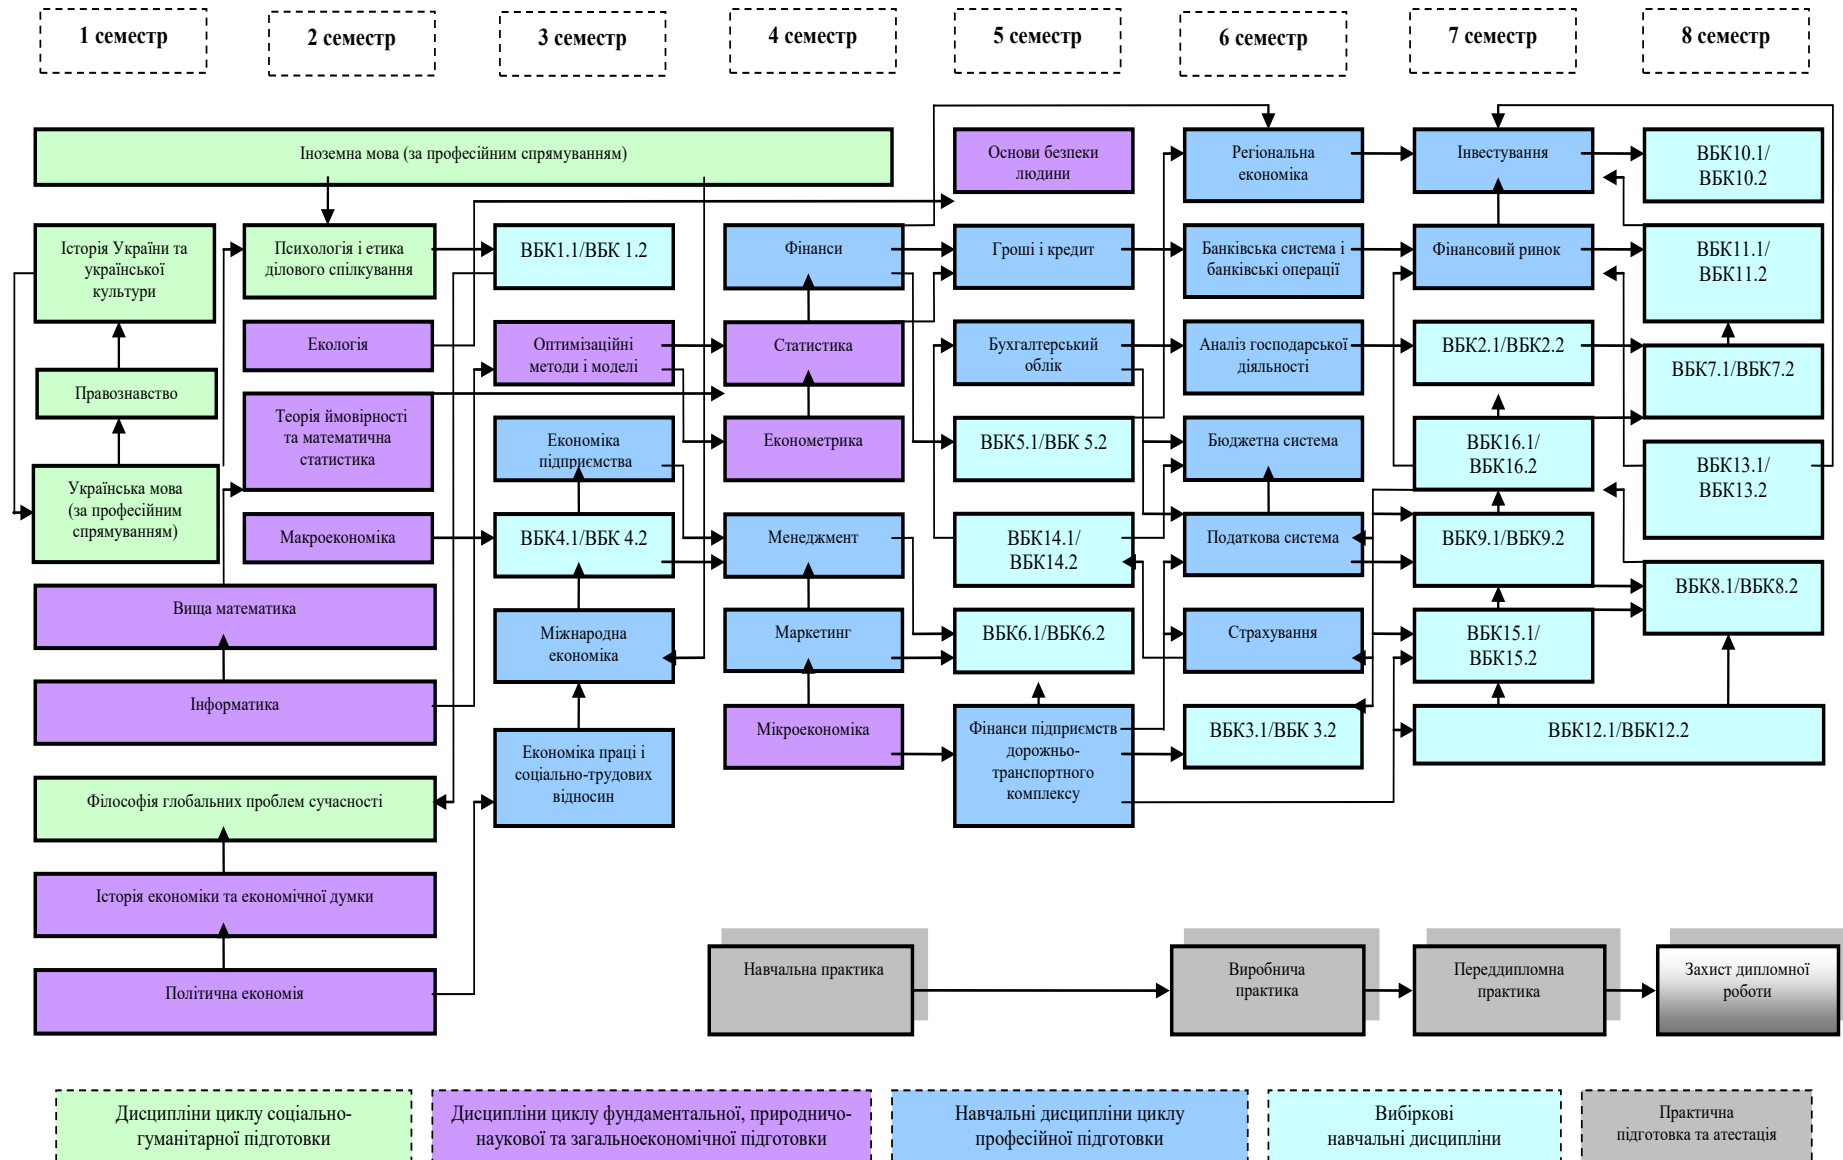 1 семестр
2 семестр
3 семестр
4 семестр
5 семестр
6 семестр
7 семестр
8 семестр
Іноземна мова (за професійним спрямуванням)
Основи безпеки
людини
Регіональна
економіка
Інвестування
ВБК10.1/
ВБК10.2
Історія України та
української
культури
Психологія і етика
ділового спілкування
ВБК1.1/ВБК 1.2
Фінанси
Гроші і кредит
Банківська система і
банківські операції
Фінансовий ринок
ВБК11.1/
ВБК11.2
Екологія
Оптимізаційні
методи і моделі
Статистика
Бухгалтерський
облік
Аналіз господарської
діяльності
ВБК2.1/ВБК2.2
ВБК7.1/ВБК7.2
Правознавство
Теорія ймовірності
та математична
статистика
Економіка
підприємства
Економетрика
ВБК5.1/ВБК 5.2
Бюджетна система
ВБК16.1/
ВБК16.2
ВБК13.1/
ВБК13.2
Українська мова
(за професійним
спрямуванням)
Макроекономіка
ВБК4.1/ВБК 4.2
Менеджмент
ВБК14.1/
ВБК14.2
Податкова система
ВБК9.1/ВБК9.2
ВБК8.1/ВБК8.2
Вища математика
Міжнародна
економіка
Маркетинг
ВБК6.1/ВБК6.2
Страхування
ВБК15.1/
ВБК15.2
Інформатика
Економіка праці і
соціально-трудових
відносин
Мікроекономіка
Фінанси підприємств
дорожньо-
транспортного
комплексу
ВБК3.1/ВБК 3.2
ВБК12.1/ВБК12.2
Філософія глобальних проблем сучасності
Історія економіки та економічної думки
Політична економія
Навчальна практика
Виробнича
практика
Переддипломна
практика
Захист дипломної
роботи
Дисципліни циклу соціально-
гуманітарної підготовки
Дисципліни циклу фундаментальної, природничо-
наукової та загальноекономічної підготовки
Навчальні дисципліни циклу
професійної підготовки
Вибіркові
навчальні дисципліни
Практична
підготовка та атестація